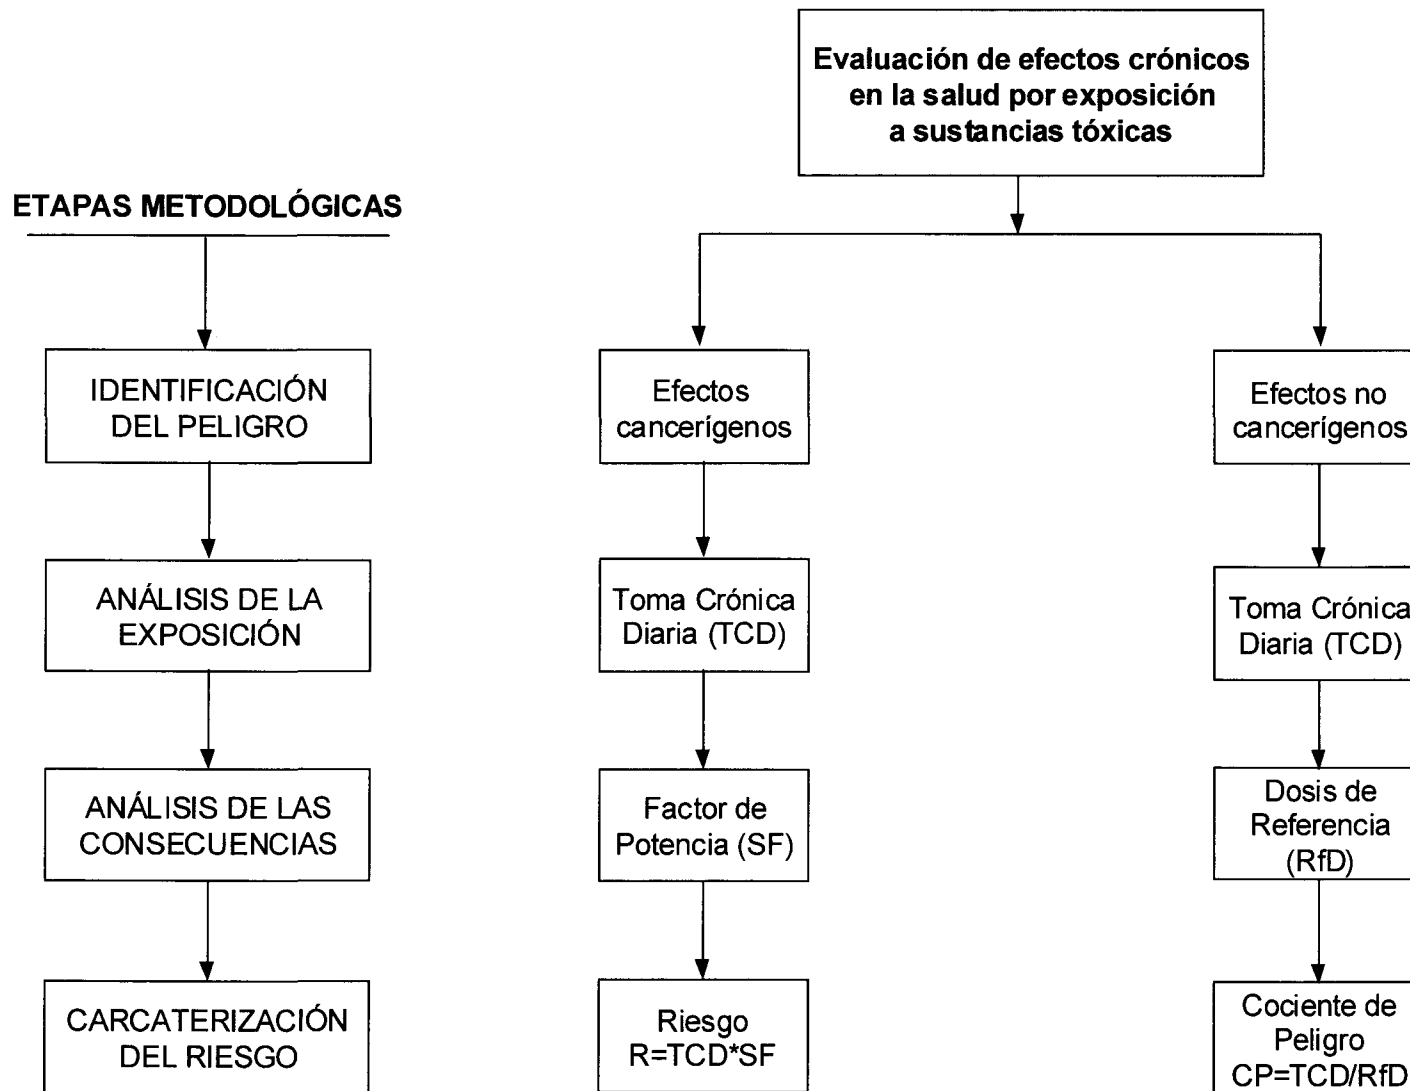 Evaluación de efectos crónicos
en la salud por exposición
a sustancias tóxicas
ETAPAS METODOLÓGICAS
IDENTIFICACIÓN
DEL PELIGRO
Efectos
cancerígenos
Efectos no
cancerígenos
ANÁLISIS DE LA
EXPOSICIÓN
Toma Crónica
Diaria (TCD)
Toma Crónica
Diaria (TCD)
ANÁLISIS DE LAS
CONSECUENCIAS
Factor de
Potencia (SF)
Dosis de
Referencia
(RfD)
CARCATERIZACIÓN
DEL RIESGO
Riesgo
R=TCD*SF
Cociente de
Peligro
CP=TCD/RfD